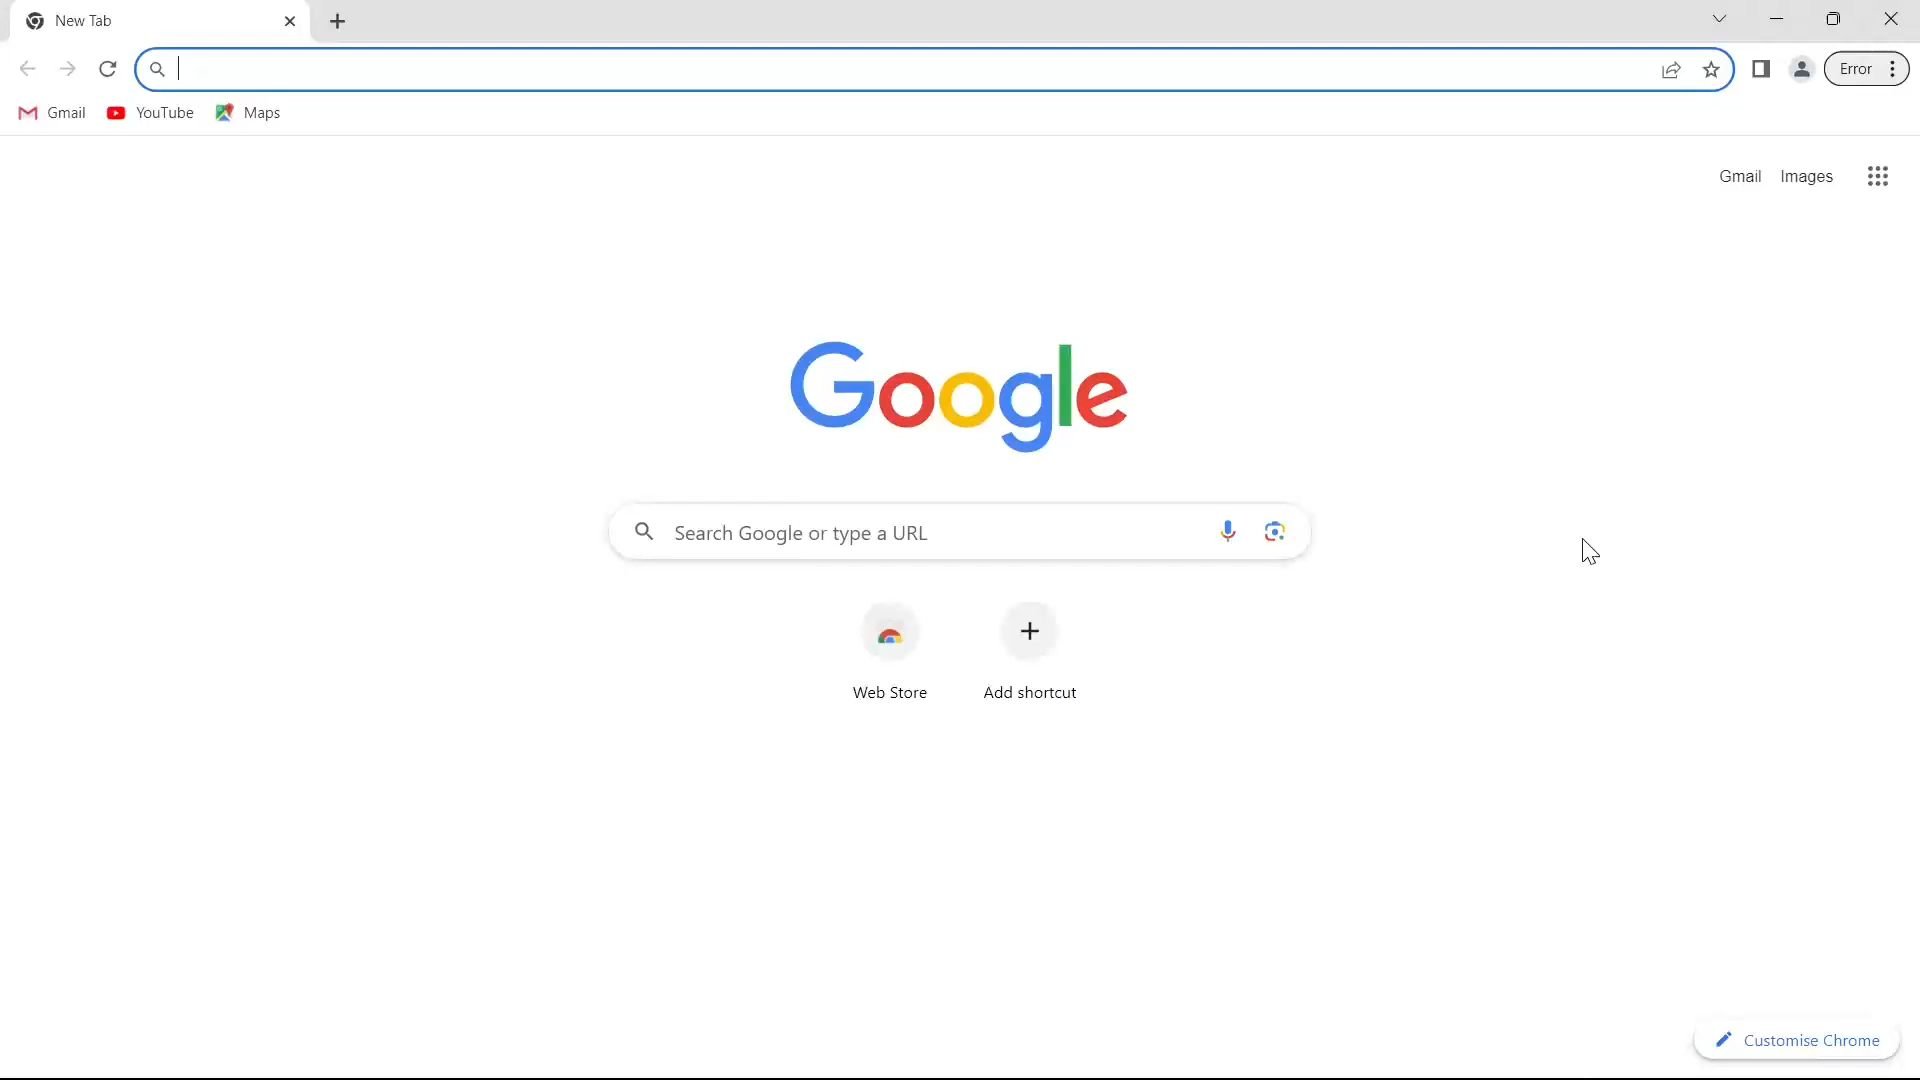 New Tab
Error
Gmail YouTube Maps
Gmail Images
Google
Search Google or type a URL
Web Store Add shortcut
Customise Chrome